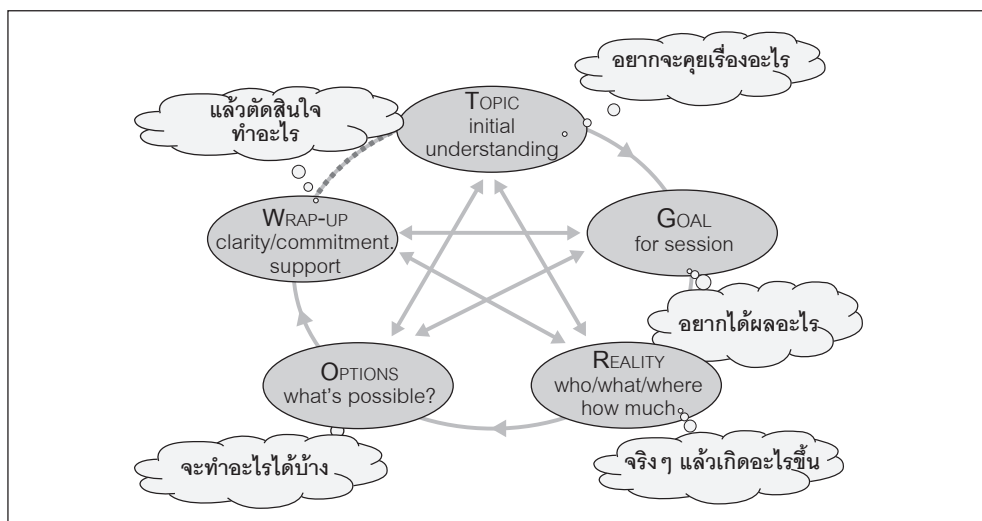 อยากจะคุยเรื่องอะไร
TOPIC
initial
understanding
แล้วตัดสินใจ
ทำอะไร
WRAP-UP
clarity/commitment.
support
GOAL
for session
อยากได้ผลอะไร
OPTIONS
what's possible?
REALITY
who/what/where
how much
จะทำอะไรได้บ้าง
จริงๆ แล้วเกิดอะไรขึ้น